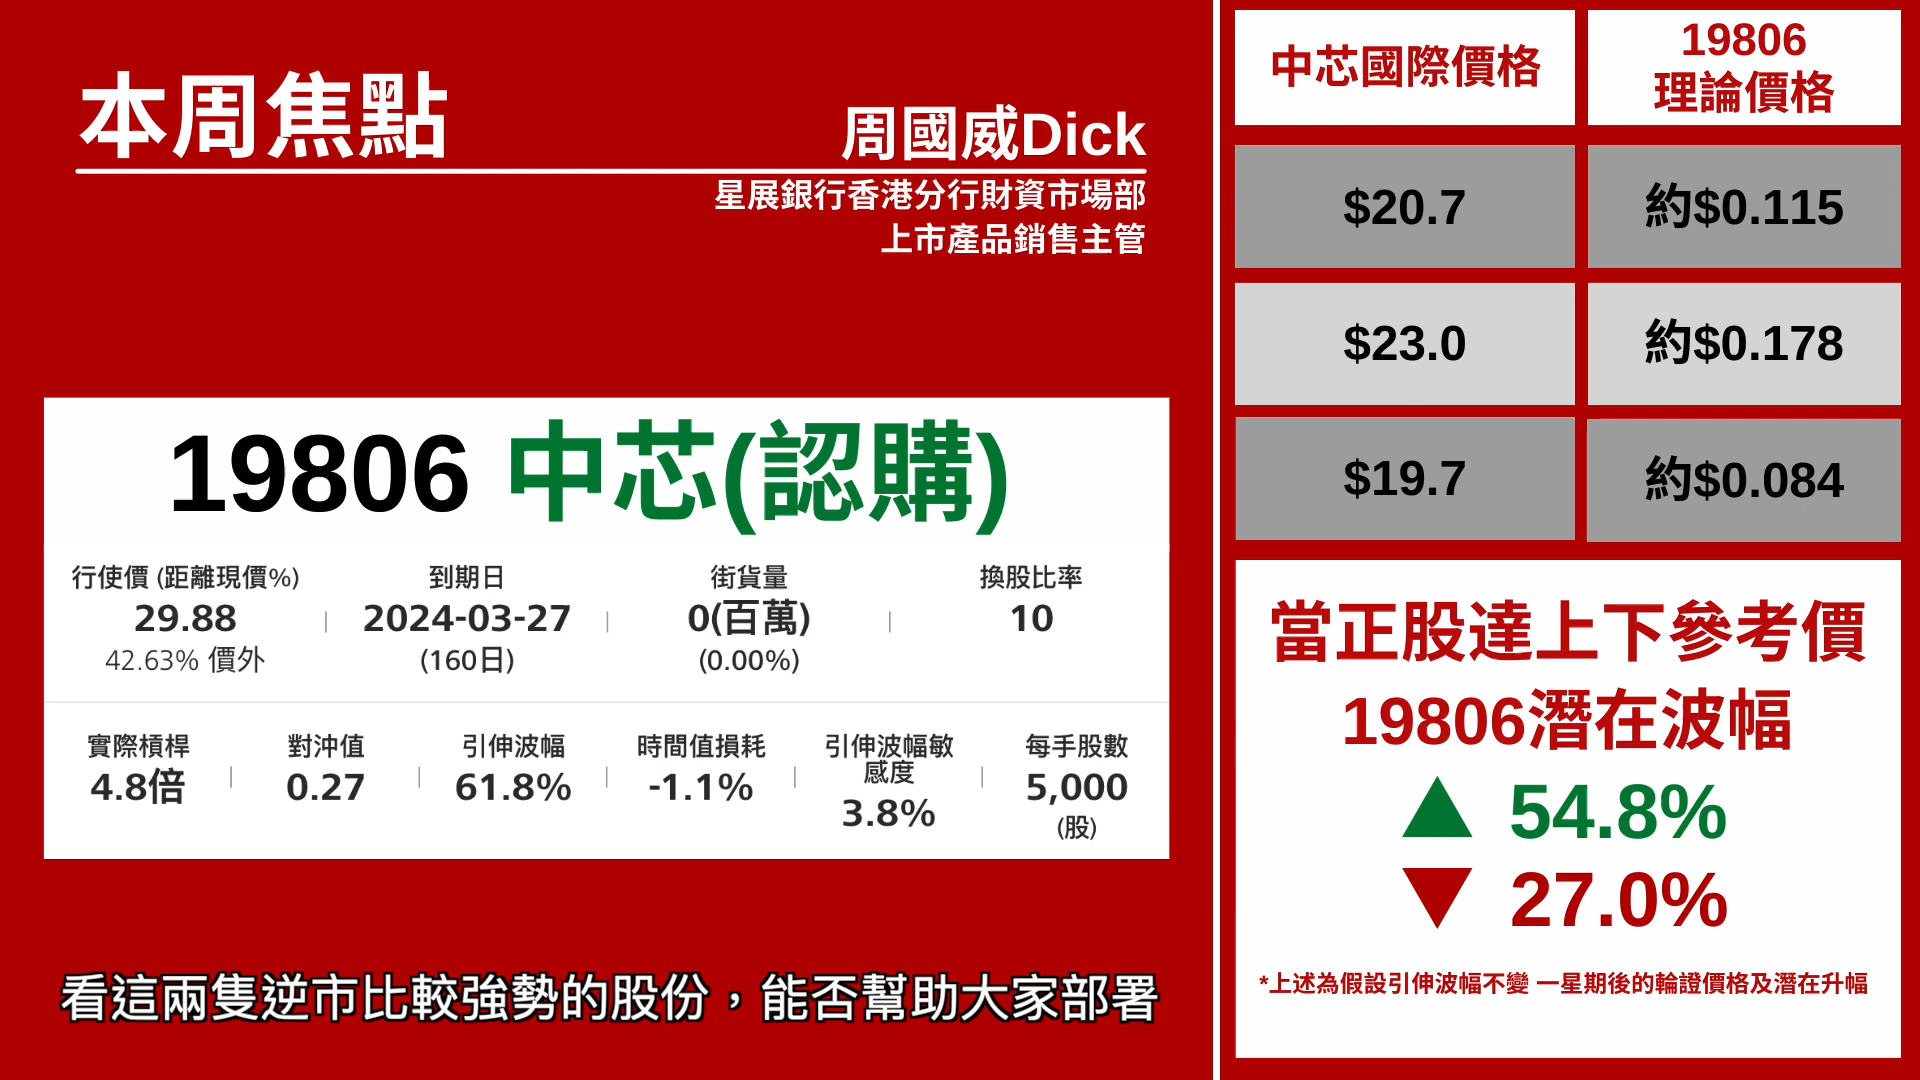 本周焦點
周國威Dick
星展銀行香港分行財資市場部
上市產品銷售主管
19806 中芯(認購)
行使價 (距離現價%)
29.88
42.63% 價外
到期日
2024-03-27
(160日)
街貨量
0(百萬)
(0.00%)
換股比率
10
實際槓桿
4.8倍
對沖值
0.27
引伸波幅
61.8%
時間值損耗
-1.1%
引伸波幅敏
感度
3.8%
每手股數
5,000
(股)
看這兩隻逆市比較強勢的股份，能否幫助大家部署
中芯國際價格
19806
理論價格
$20.7
約$0.115
$23.0
約$0.178
$19.7
約$0.084
當正股達上下參考價
19806潛在波幅
▲ 54.8%
▼ 27.0%
*上述為假設引伸波幅不變 一星期後的輪證價格及潛在升幅